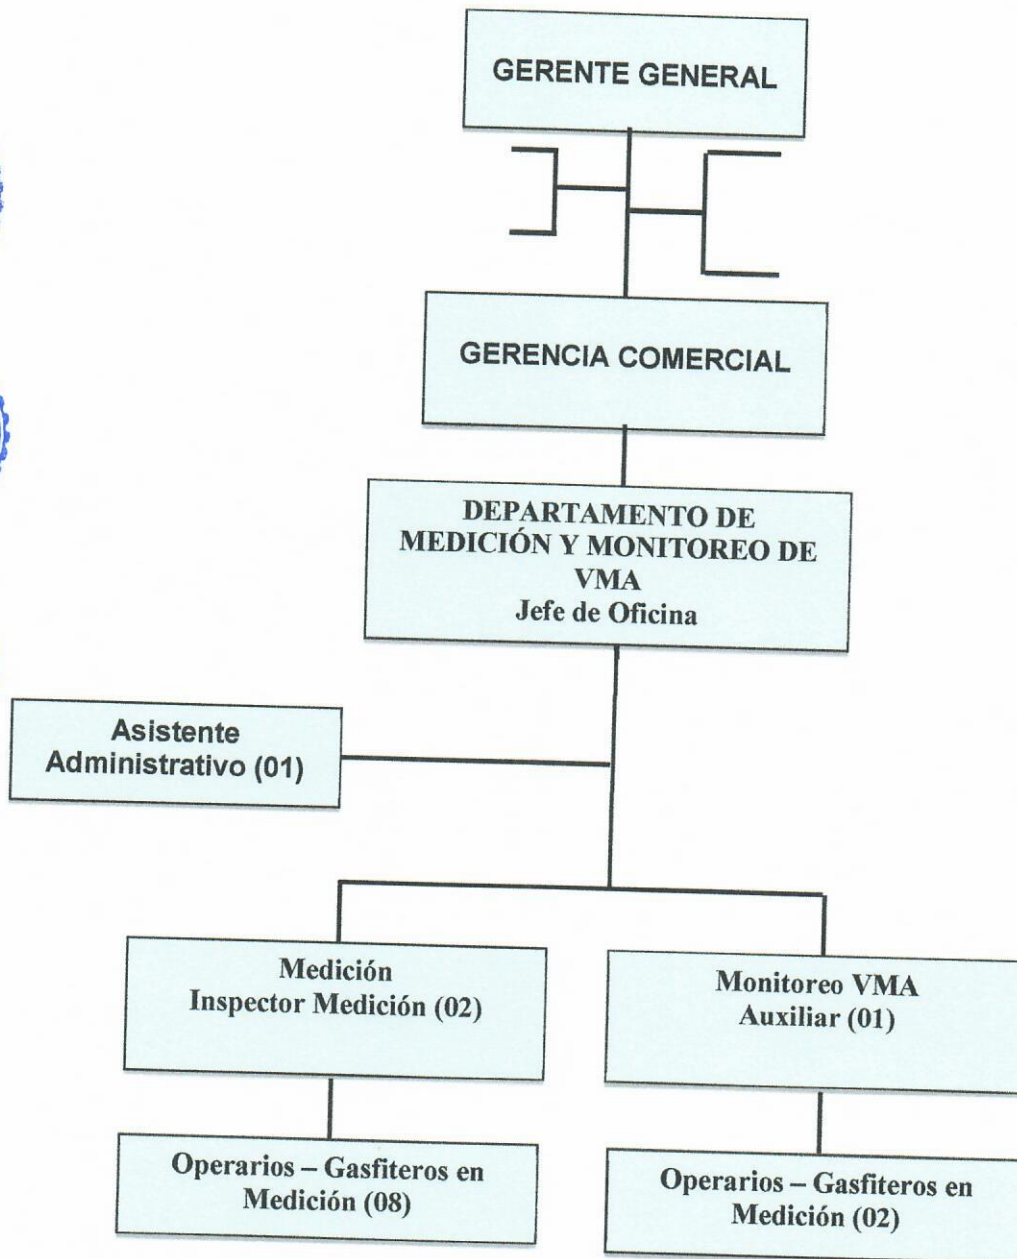 GERENTE GENERAL
GERENCIA COMERCIAL
DEPARTAMENTO DE
MEDICIÓN Y MONITOREO DE
VMA
Jefe de Oficina
Asistente
Administrativo (01)
Medición
Inspector Medición (02)
Monitoreo VMA
Auxiliar (01)
Operarios – Gasfiteros en
Medición (08)
Operarios – Gasfiteros en
Medición (02)